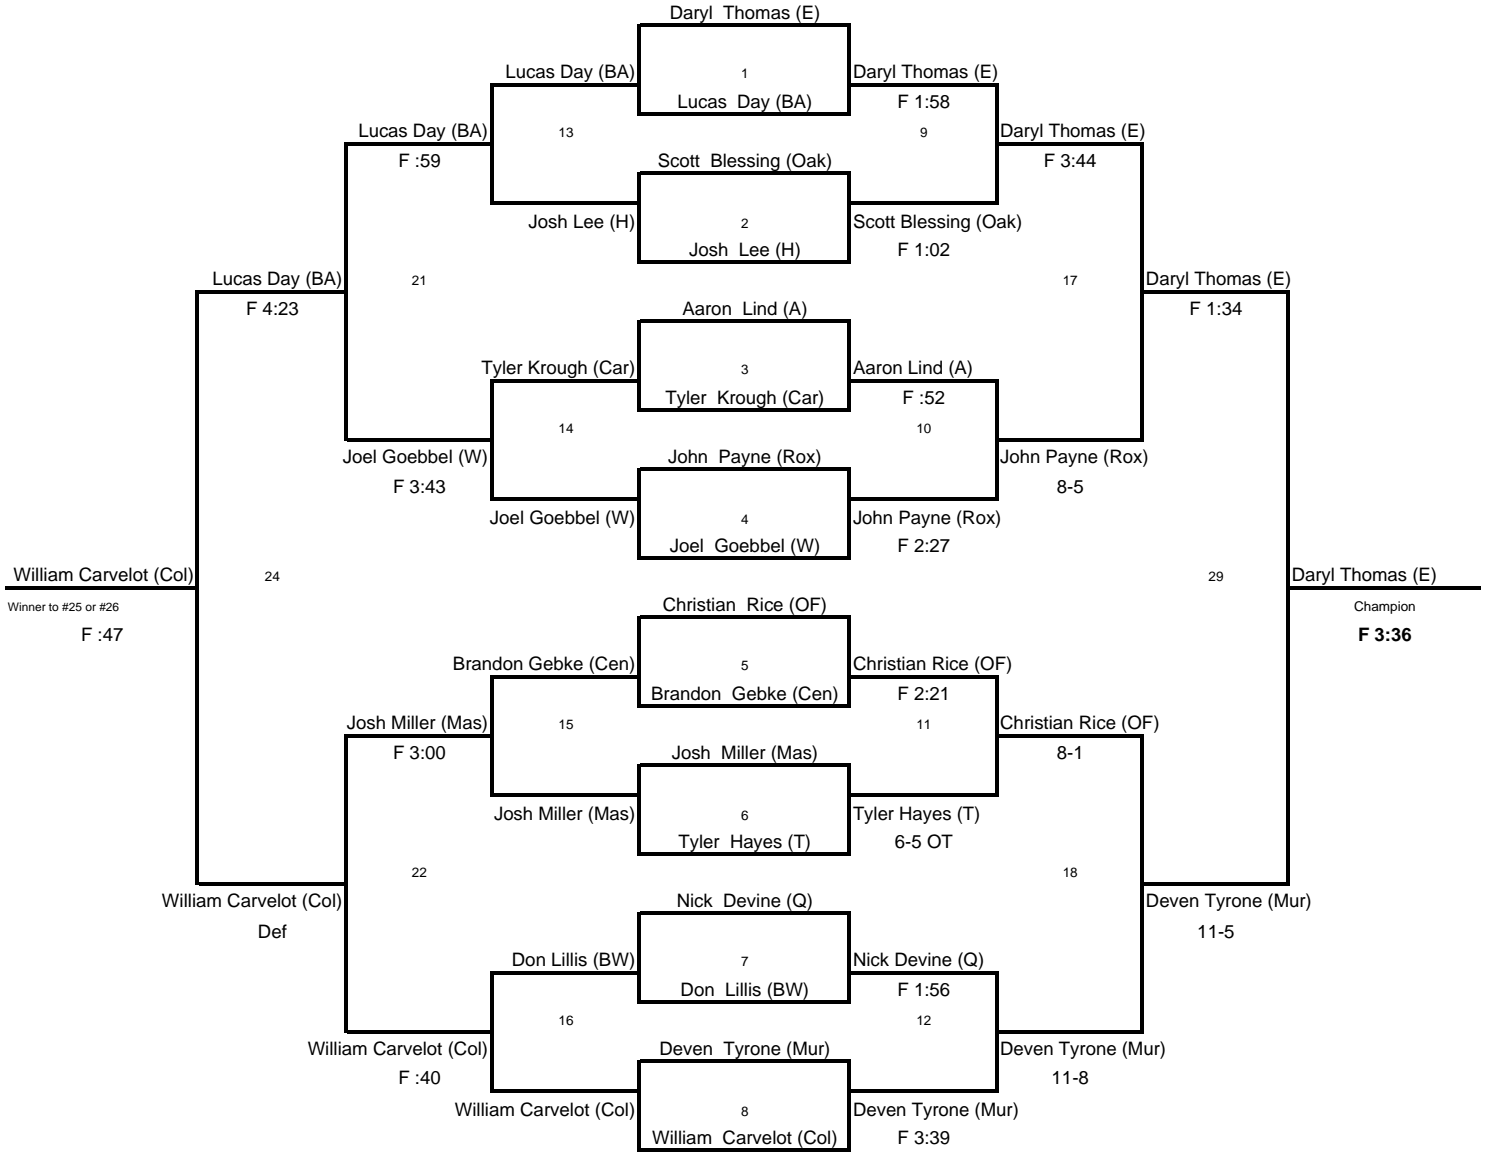 Daryl  Thomas (E)
Lucas Day (BA)
1
Daryl Thomas (E)
Lucas  Day (BA)
F 1:58
Lucas Day (BA)
13
9
Daryl Thomas (E)
F :59
Scott  Blessing (Oak)
F 3:44
Josh Lee (H)
2
Scott Blessing (Oak)
Josh  Lee (H)
F 1:02
Lucas Day (BA)
21
17
Daryl Thomas (E)
F 4:23
Aaron  Lind (A)
F 1:34
Tyler Krough (Car)
3
Aaron Lind (A)
Tyler  Krough (Car)
F :52
14
10
Joel Goebbel (W)
John  Payne (Rox)
John Payne (Rox)
F 3:43
8-5
Joel Goebbel (W)
4
John Payne (Rox)
Joel  Goebbel (W)
F 2:27
William Carvelot (Col)
24
29
Daryl Thomas (E)
Winner to #25 or #26
Christian  Rice (OF)
Champion
F :47
F 3:36
Brandon Gebke (Cen)
5
Christian Rice (OF)
Brandon  Gebke (Cen)
F 2:21
Josh Miller (Mas)
15
11
Christian Rice (OF)
F 3:00
Josh  Miller (Mas)
8-1
Josh Miller (Mas)
6
Tyler Hayes (T)
Tyler  Hayes (T)
6-5 OT
22
18
William Carvelot (Col)
Nick  Devine (Q)
Deven Tyrone (Mur)
Def
11-5
Don Lillis (BW)
7
Nick Devine (Q)
Don  Lillis (BW)
F 1:56
16
12
William Carvelot (Col)
Deven  Tyrone (Mur)
Deven Tyrone (Mur)
F :40
11-8
William Carvelot (Col)
8
Deven Tyrone (Mur)
William  Carvelot (Col)
F 3:39